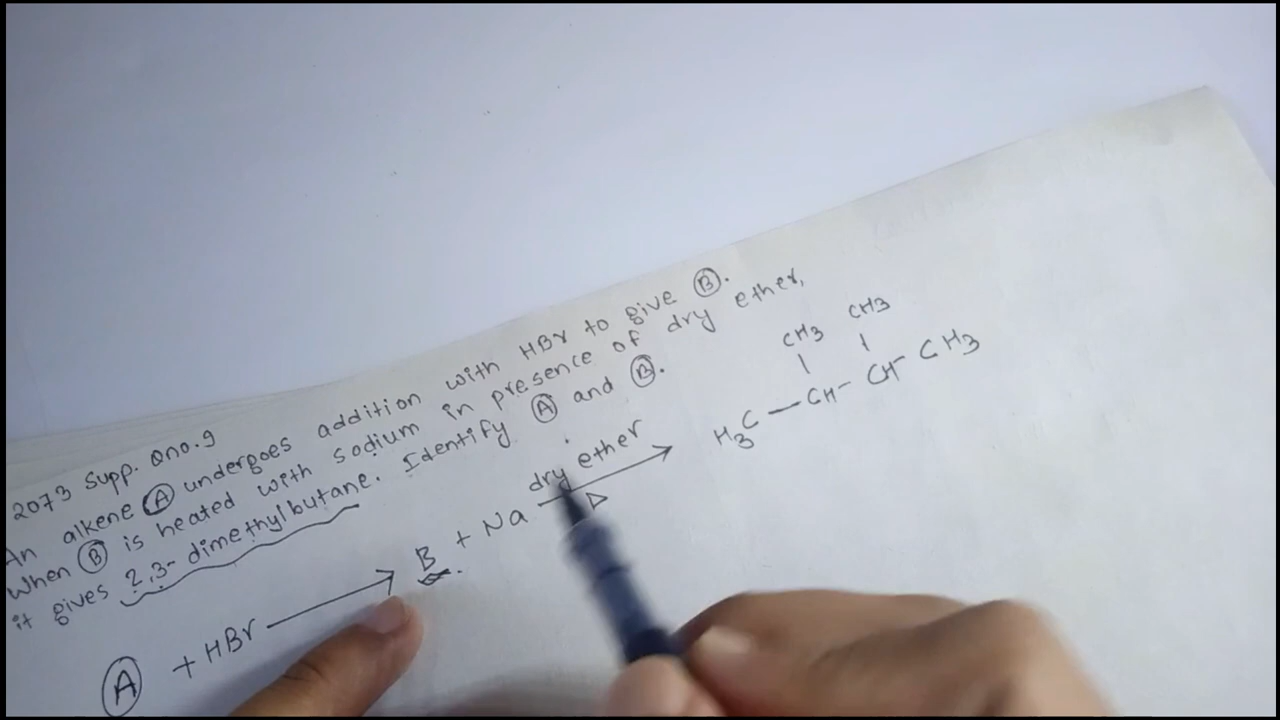 2073 Supp. Qno.9
An alkene (A) undergoes addition with HBr to give (B).
When (B) is heated with sodium in presence of dry ether,
it gives 2,3-dimethylbutane. Identify (A) and (B).
CH3 CH3
H3C — CH - CH - CH3
dry ether
(A) + HBr → B + Na → Δ